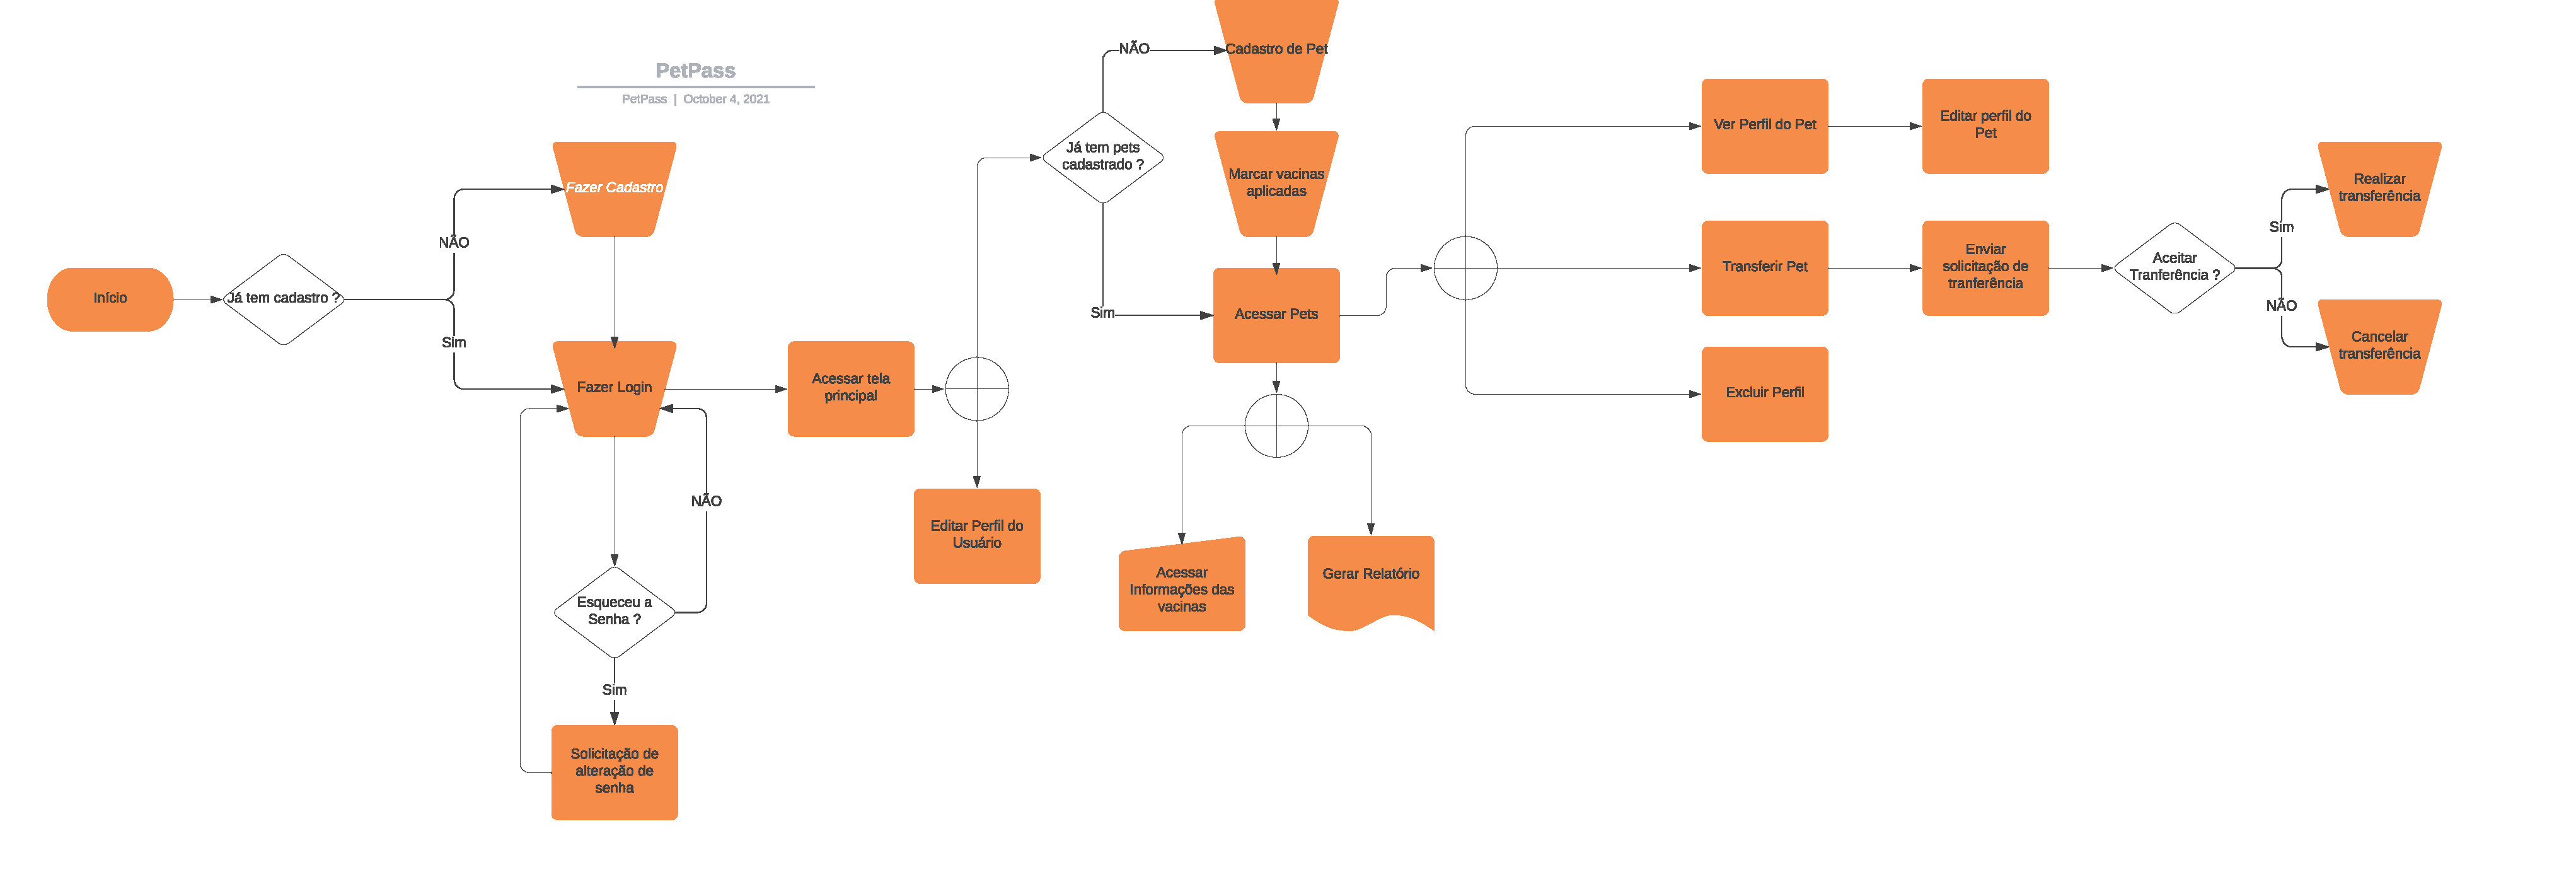 PetPass
PetPass | October 4, 2021
Início
Já tem cadastro ?
NÃO
Sim
Fazer Cadastro
Fazer Login
NÃO
Esqueceu a
Senha ?
Sim
Solicitação de
alteração de
senha
Acessar tela
principal
Editar Perfil do
Usuário
Já tem pets
cadastrado ?
NÃO
Sim
Cadastro de Pet
Marcar vacinas
aplicadas
Acessar Pets
Acessar
Informações das
vacinas
Gerar Relatório
Ver Perfil do Pet
Editar perfil do
Pet
Transferir Pet
Enviar
solicitação de
tranferência
Excluir Perfil
Aceitar
Tranferência ?
Sim
NÃO
Realizar
transferência
Cancelar
transferência